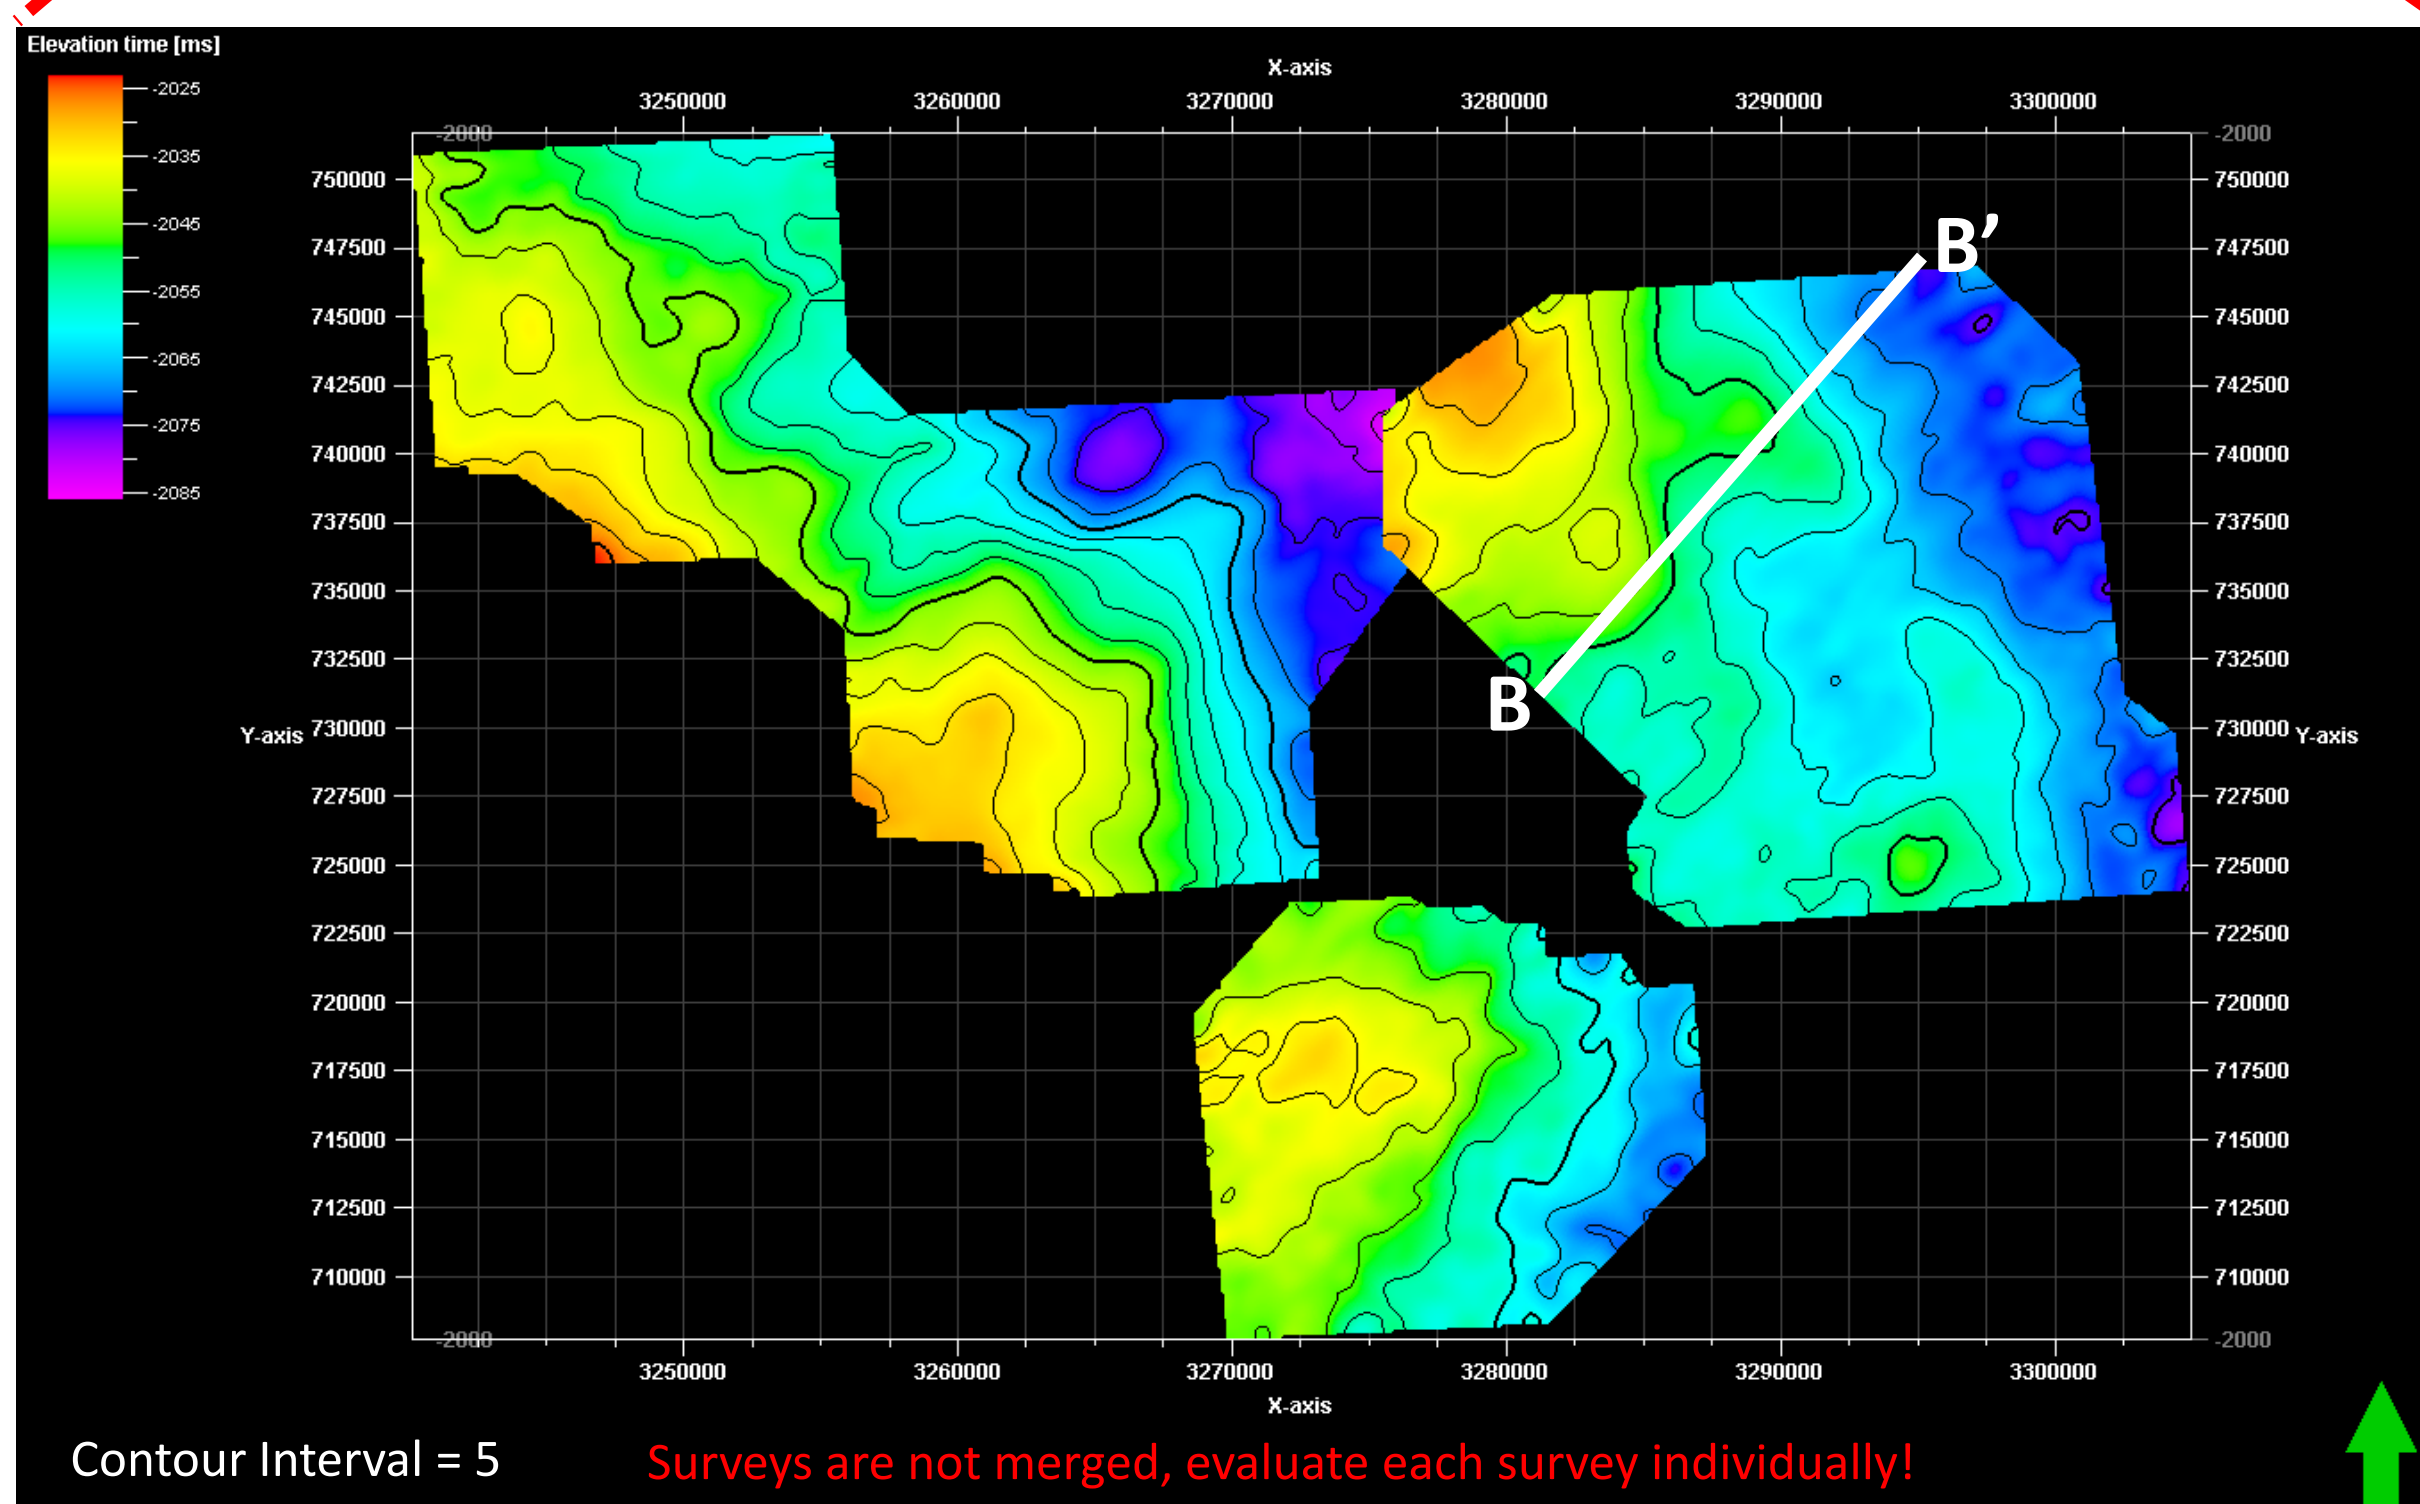 Elevation time [ms]
-2025
-2035
-2045
-2055
-2065
-2075
-2085
X-axis
3250000 3260000 3270000 3280000 3290000 3300000
-2000 -2000
750000 750000
747500 747500
745000 745000
742500 742500
740000 740000
737500 737500
735000 735000
732500 732500
730000 730000
Y-axis Y-axis
727500 727500
725000 725000
722500 722500
720000 720000
717500 717500
715000 715000
712500 712500
710000 710000
-2000 -2000
B’
B
3250000 3260000 3270000 3280000 3290000 3300000
X-axis
Contour Interval = 5
Surveys are not merged, evaluate each survey individually!